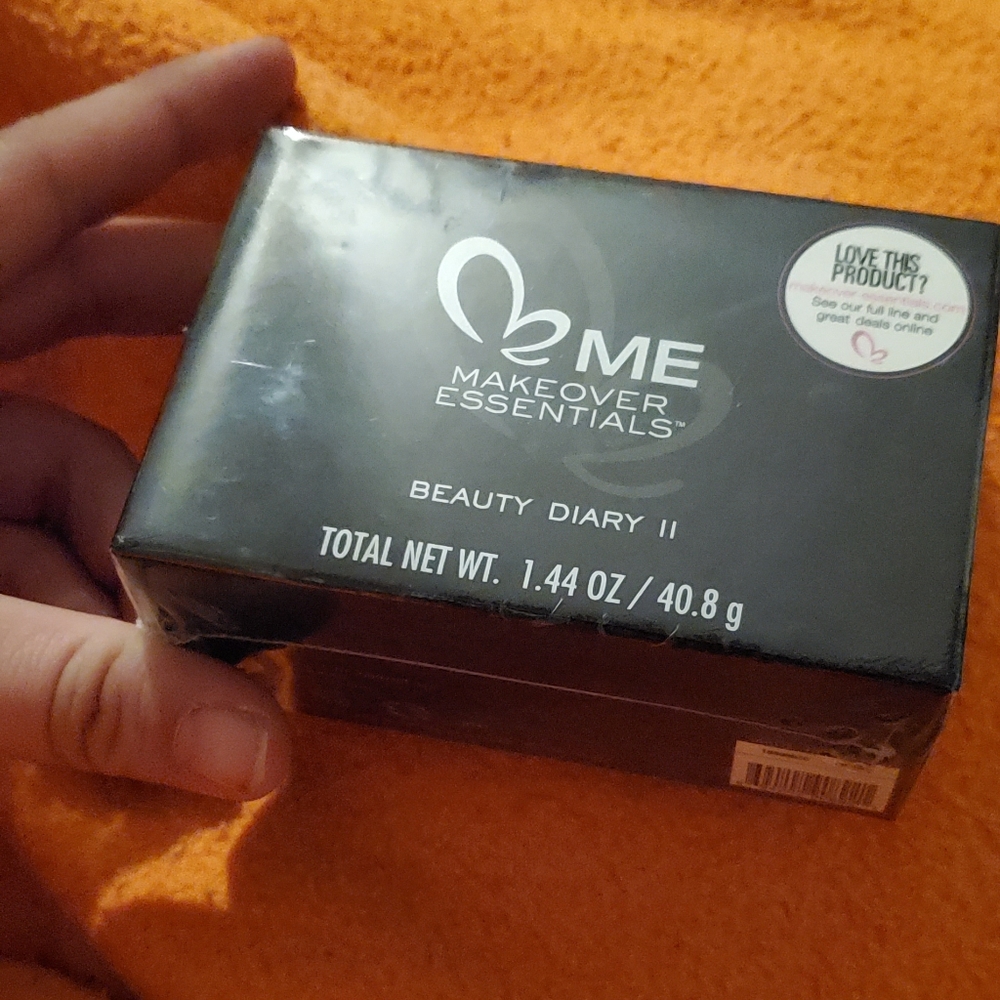 ME
MAKEOVER
ESSENTIALS™
BEAUTY DIARY II
TOTAL NET WT. 1.44 OZ / 40.8 g
LOVE THIS
PRODUCT?
makeover-essentials.com
See our full line and
great deals online